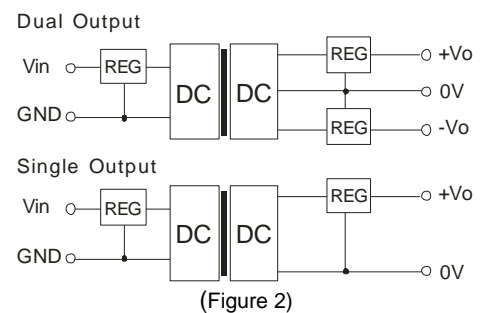 Dual Output
Vin REG REG +Vo
DC DC 0V
GND REG -Vo
Single Output
Vin REG REG +Vo
DC DC
GND 0V
(Figure 2)